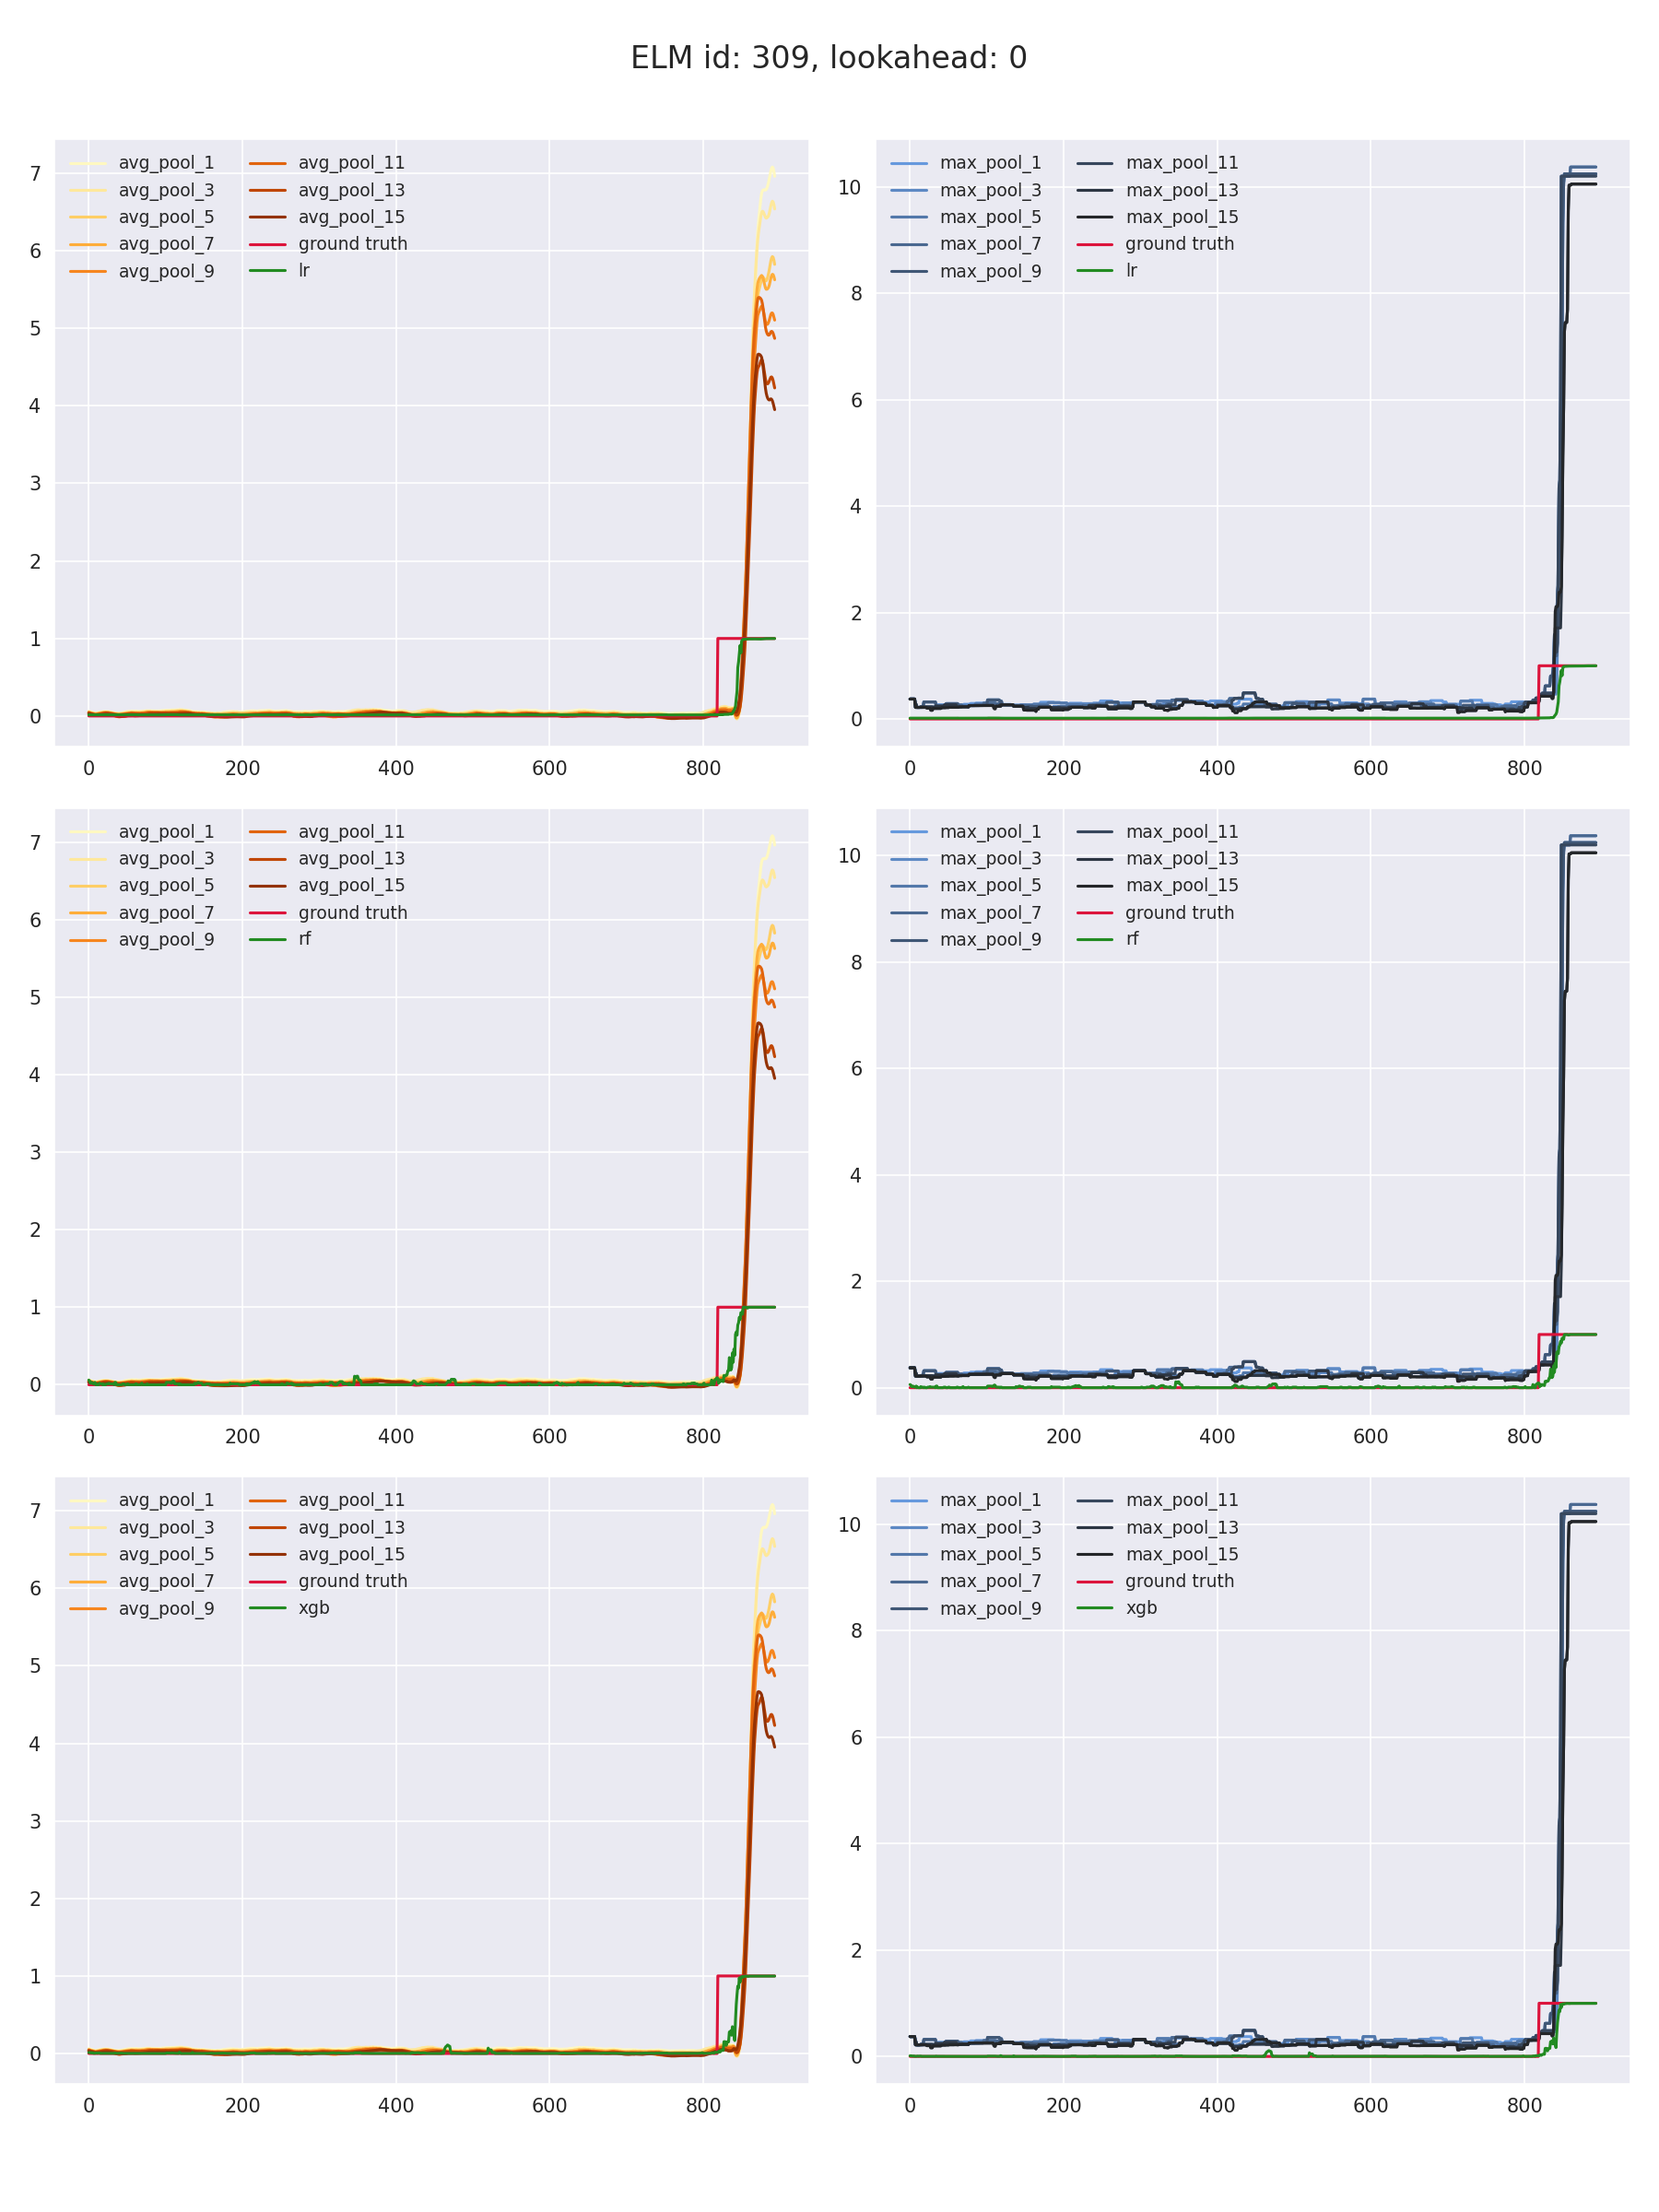 ELM id: 309, lookahead: 0
avg_pool_1 avg_pool_11
avg_pool_3 avg_pool_13
avg_pool_5 avg_pool_15
avg_pool_7 ground truth
avg_pool_9 lr
7
6
5
4
3
2
1
0
0 200 400 600 800
max_pool_1 max_pool_11
max_pool_3 max_pool_13
max_pool_5 max_pool_15
max_pool_7 ground truth
max_pool_9 lr
10
8
6
4
2
0
0 200 400 600 800
avg_pool_1 avg_pool_11
avg_pool_3 avg_pool_13
avg_pool_5 avg_pool_15
avg_pool_7 ground truth
avg_pool_9 rf
7
6
5
4
3
2
1
0
0 200 400 600 800
max_pool_1 max_pool_11
max_pool_3 max_pool_13
max_pool_5 max_pool_15
max_pool_7 ground truth
max_pool_9 rf
10
8
6
4
2
0
0 200 400 600 800
avg_pool_1 avg_pool_11
avg_pool_3 avg_pool_13
avg_pool_5 avg_pool_15
avg_pool_7 ground truth
avg_pool_9 xgb
7
6
5
4
3
2
1
0
0 200 400 600 800
max_pool_1 max_pool_11
max_pool_3 max_pool_13
max_pool_5 max_pool_15
max_pool_7 ground truth
max_pool_9 xgb
10
8
6
4
2
0
0 200 400 600 800